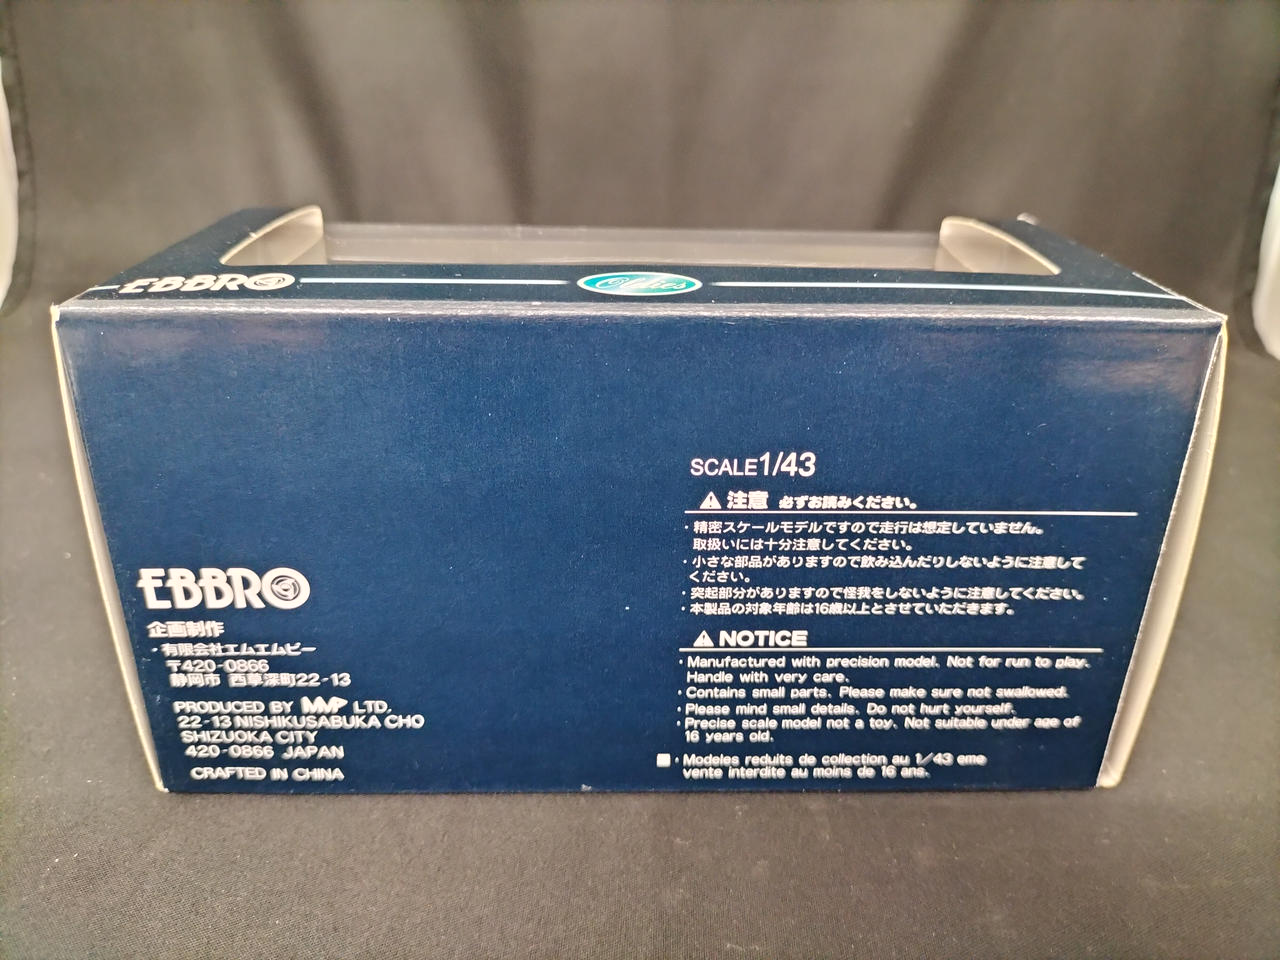 EBBRO
Oldies
SCALE1/43
注意 必ずお読みください。
・精密スケールモデルですので走行は想定していません。
取扱いには十分注意してください。
・小さな部品がありますので飲み込んだりしないように注意して
ください。
・突起部分がありますので怪我をしないように注意してください。
・本製品の対象年齢は16歳以上とさせていただきます。
NOTICE
・Manufactured with precision model. Not for run to play.
Handle with very care.
・Contains small parts. Please make sure not swallowed.
・Please mind small details. Do not hurt yourself.
・Precise scale model not a toy. Not suitable under age of
16 years old.
・Modeles reduits de collection au 1/43 eme
vente interdite au moins de 16 ans.
EBBRO
企画制作
・有限会社エムエムピー
〒420-0866
静岡市 西草深町22-13
PRODUCED BY MMP LTD.
22-13 NISHIKUSABUKA CHO
SHIZUOKA CITY
420-0866 JAPAN
CRAFTED IN CHINA